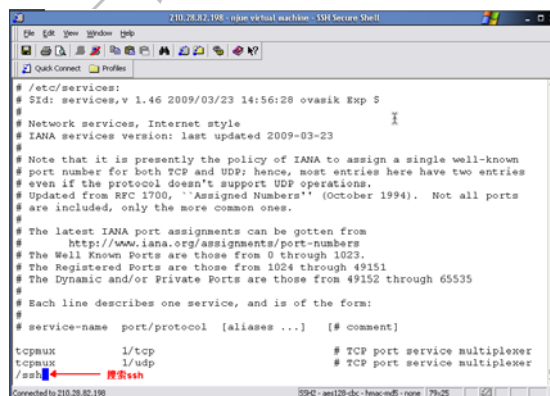 210.28.82.198 - njue virtual machine - SSH Secure Shell
File Edit View Window Help
Quick Connect Profiles
# /etc/services:
# $Id: services,v 1.46 2009/03/23 14:56:28 ovasik Exp $
#
# Network services, Internet style
# IANA services version: last updated 2009-03-23
#
# Note that it is presently the policy of IANA to assign a single well-known
# port number for both TCP and UDP; hence, most entries here have two entries
# even if the protocol doesn't support UDP operations.
# Updated from RFC 1700, ``Assigned Numbers'' (October 1994).  Not all ports
# are included, only the more common ones.
#
# The latest IANA port assignments can be gotten from
#       http://www.iana.org/assignments/port-numbers
# The Well Known Ports are those from 0 through 1023.
# The Registered Ports are those from 1024 through 49151
# The Dynamic and/or Private Ports are those from 49152 through 65535
#
# Each line describes one service, and is of the form:
#
# service-name  port/protocol  [aliases ...]   [# comment]
tcpmux          1/tcp                           # TCP port service multiplexer
tcpmux          1/udp                           # TCP port service multiplexer
/ssh 搜索ssh
Connected to 210.28.82.198 SSH2 - aes128-cbc - hmac-md5 - none 79x25